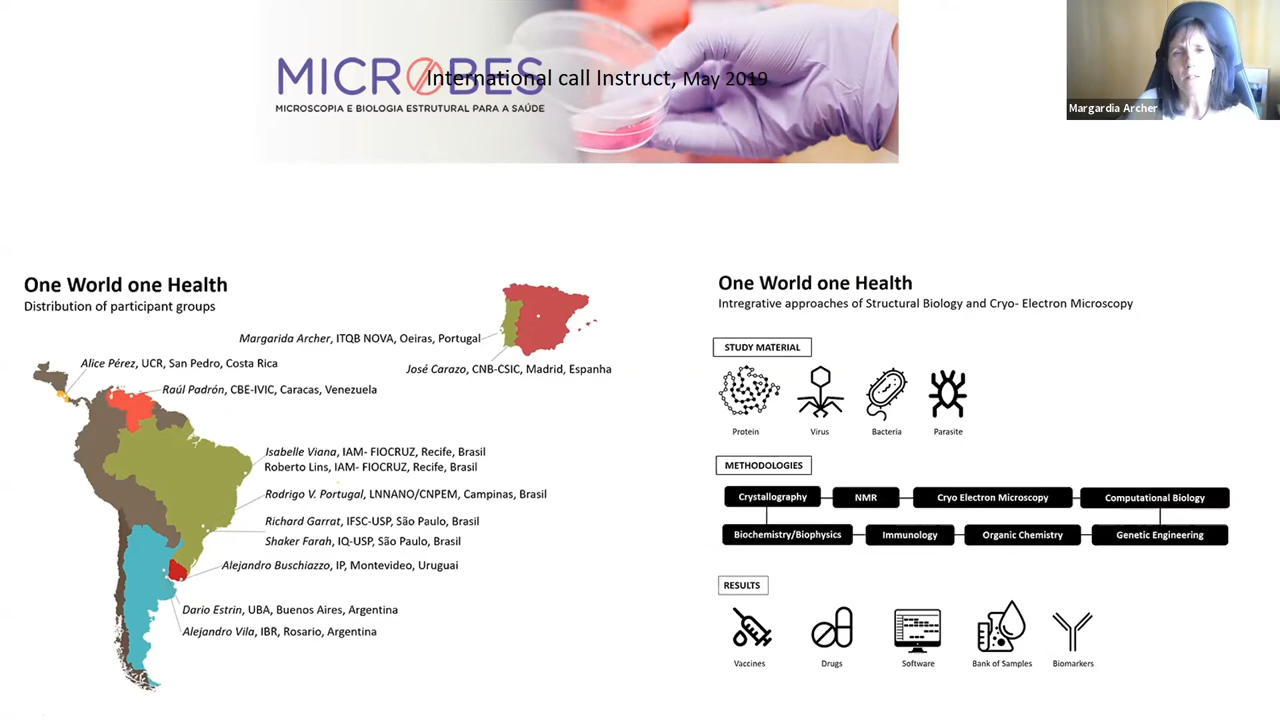 MICROBES
International call Instruct, May 2019
MICROSCOPIA E BIOLOGIA ESTRUTURAL PARA A SAÚDE
Margardia Archer
One World one Health
Distribution of participant groups
Margarida Archer, ITQB NOVA, Oeiras, Portugal
Alice Pérez, UCR, San Pedro, Costa Rica
José Carazo, CNB-CSIC, Madrid, Espanha
Raúl Padrón, CBE-IVIC, Caracas, Venezuela
Isabelle Viana, IAM- FIOCRUZ, Recife, Brasil
Roberto Lins, IAM- FIOCRUZ, Recife, Brasil
Rodrigo V. Portugal, LNNANO/CNPEM, Campinas, Brasil
Richard Garrat, IFSC-USP, São Paulo, Brasil
Shaker Farah, IQ-USP, São Paulo, Brasil
Alejandro Buschiazzo, IP, Montevideo, Uruguai
Dario Estrin, UBA, Buenos Aires, Argentina
Alejandro Vila, IBR, Rosario, Argentina
One World one Health
Intregrative approaches of Structural Biology and Cryo- Electron Microscopy
STUDY MATERIAL
Protein Virus Bacteria Parasite
METHODOLOGIES
Crystallography NMR Cryo Electron Microscopy Computational Biology
Biochemistry/Biophysics Immunology Organic Chemistry Genetic Engineering
RESULTS
Vaccines Drugs Software Bank of Samples Biomarkers